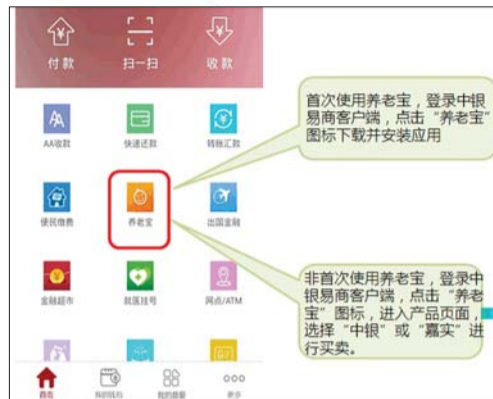 付款
扫一扫
收款
AA收款
快速还款
转账汇款
便民缴费
养老宝
出国金融
金融超市
就医挂号
网点/ATM
首次使用养老宝，登录中银
易商客户端，点击“养老宝”
图标下载并安装应用
非首次使用养老宝，登录中
银易商客户端，点击“养老
宝”图标，进入产品页面，
选择“中银”或“嘉实”进
行买卖。
首页
我的钱包
更多